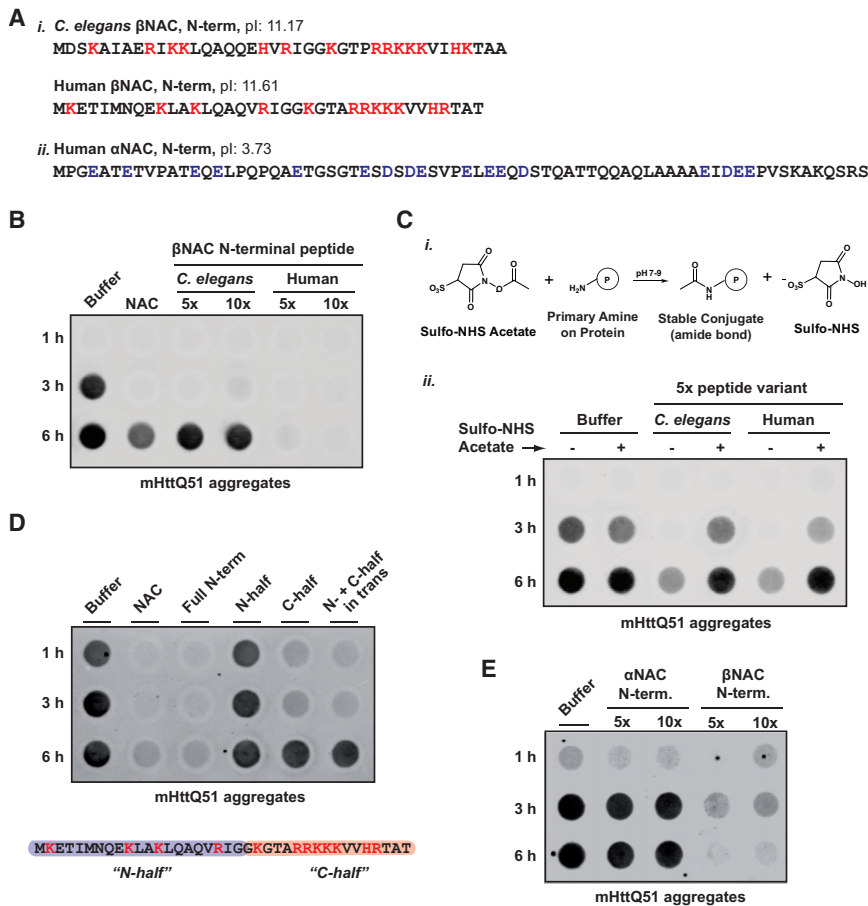 A
i. C. elegans βNAC, N-term, pI: 11.17
MDSKAIAERIKKLQAQQEHVRIGGKGTPRRKKKVIHKTAA
Human βNAC, N-term, pI: 11.61
MKETIMNQEKLAKLQAQVRIGGKGTARRKKKVVHRTAT
ii. Human αNAC, N-term, pI: 3.73
MPGEATETVPATEQELPQPQAETGSGTESDSDESVPELEEQDSTQATTQQAQLAAAAEIDEEPVSKAKQSRS
B
βNAC N-terminal peptide
C. elegans Human
Buffer NAC 5x 10x 5x 10x
1 h
3 h
6 h
mHttQ51 aggregates
C
i.
O
⁻O₃S N O O
+ H₂N P pH 7-9 O N H P + ⁻O₃S O N OH O
Sulfo-NHS Acetate
Primary Amine
on Protein
Stable Conjugate
(amide bond)
Sulfo-NHS
ii.
5x peptide variant
Buffer C. elegans Human
Sulfo-NHS
Acetate → - + - + - +
1 h
3 h
6 h
mHttQ51 aggregates
D
Buffer NAC Full N-term N-half C-half N- + C-half in trans
1 h
3 h
6 h
mHttQ51 aggregates
MKETIMNQEKLAKLQAQVRIGGKGTARRKKKVVHRTAT
“N-half” “C-half”
E
αNAC βNAC
N-term. N-term.
Buffer 5x 10x 5x 10x
1 h
3 h
6 h
mHttQ51 aggregates